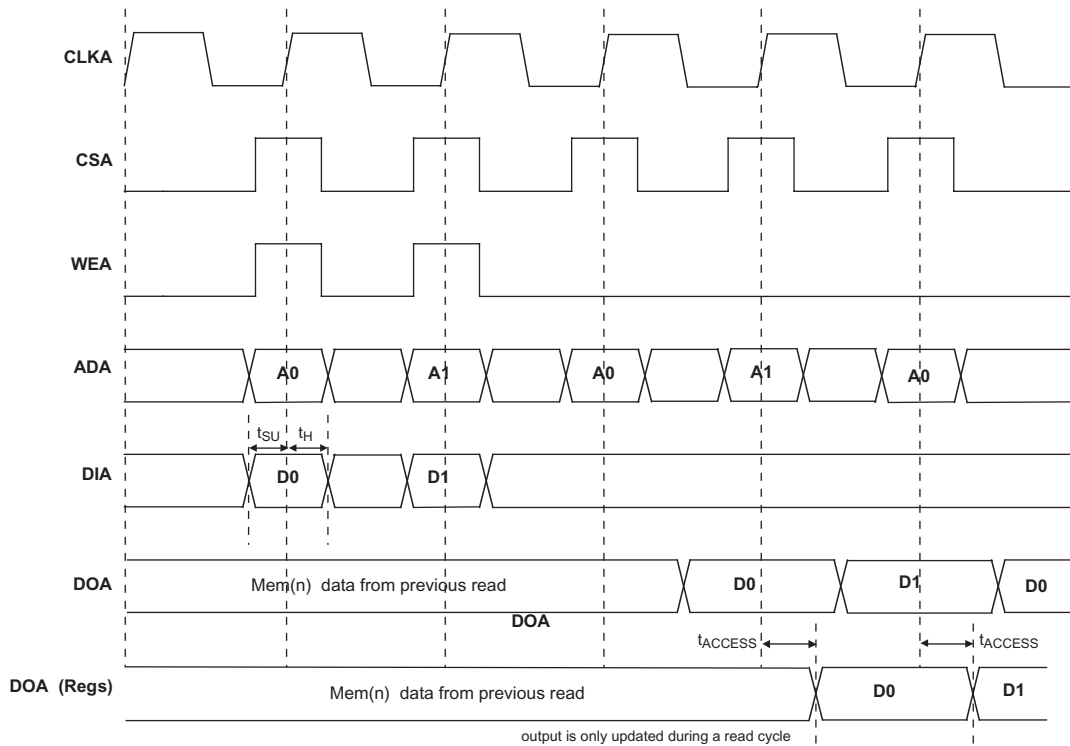 CLKA
CSA
WEA
ADA A0 A1 A0 A1 A0
tSU tH
DIA D0 D1
DOA Mem(n) data from previous read D0 D1 D0
DOA
tACCESS tACCESS
DOA (Regs) Mem(n) data from previous read D0 D1
output is only updated during a read cycle